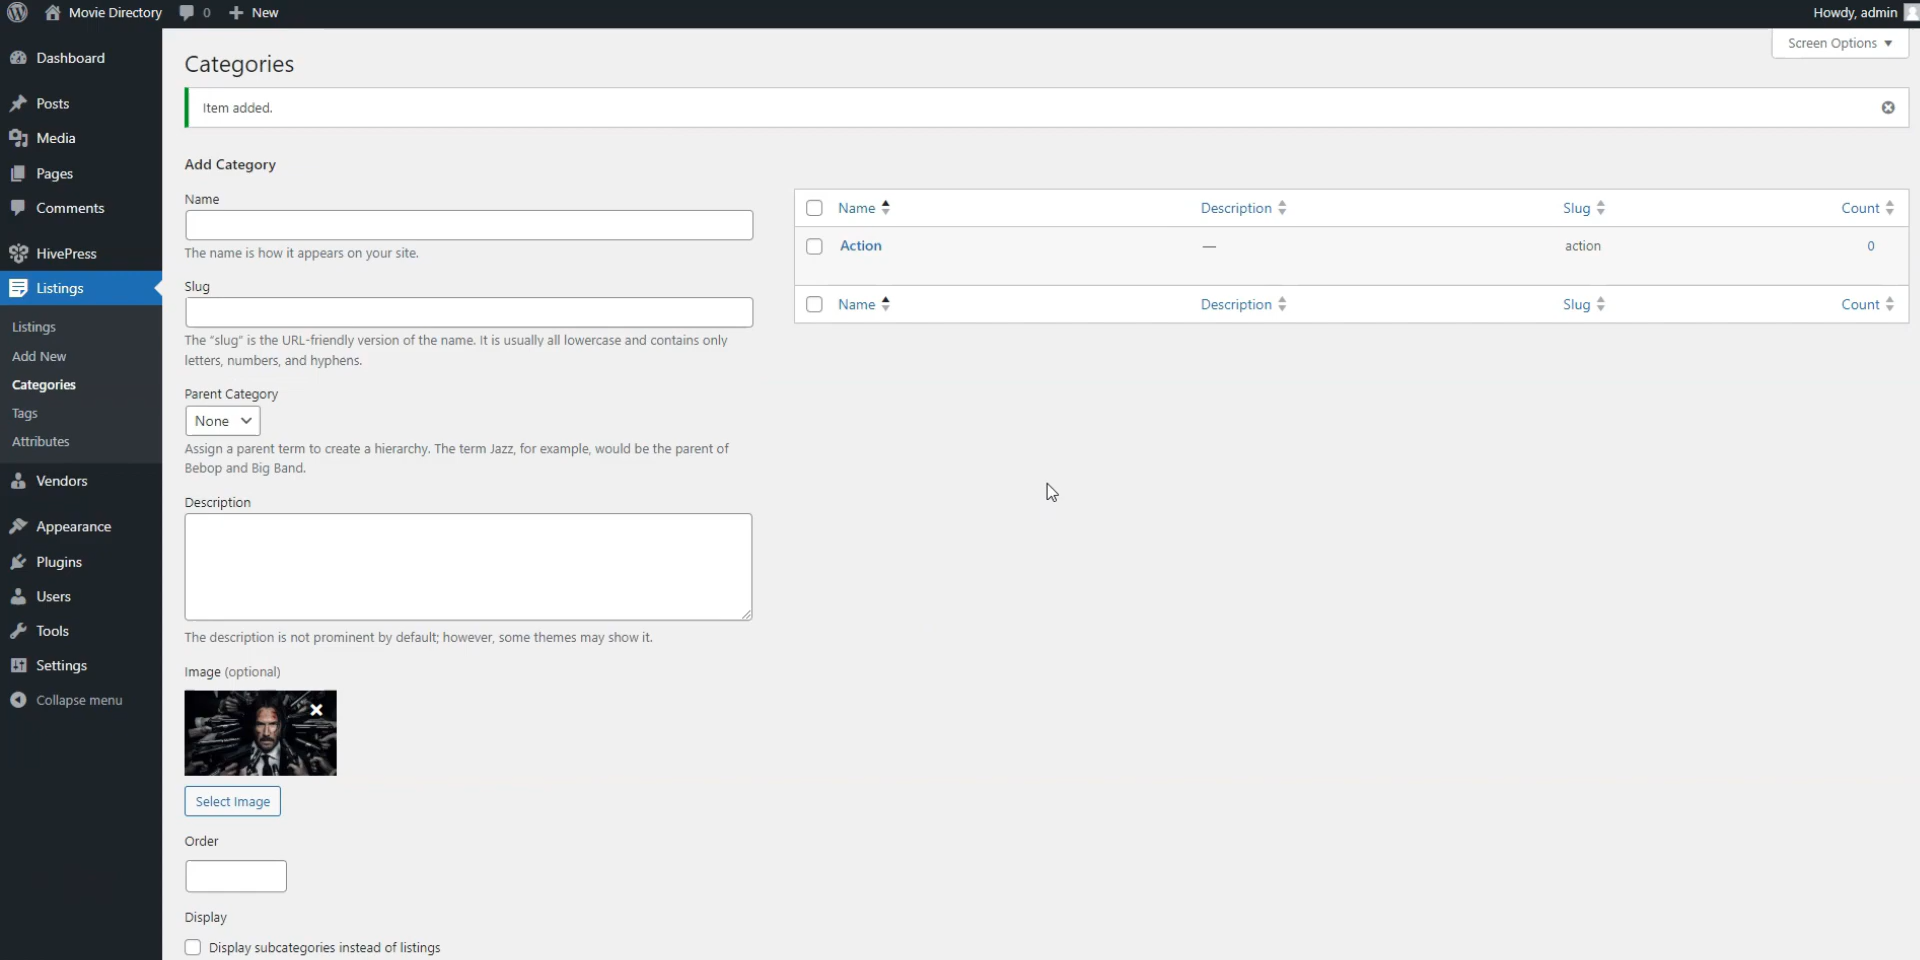 Movie Directory 0 New Howdy, admin
Screen Options
Dashboard
Posts
Media
Pages
Comments
HivePress
Listings
Listings
Add New
Categories
Tags
Attributes
Vendors
Appearance
Plugins
Users
Tools
Settings
Collapse menu
Categories
Item added.
Add Category
Name
The name is how it appears on your site.
Slug
The “slug” is the URL-friendly version of the name. It is usually all lowercase and contains only
letters, numbers, and hyphens.
Parent Category
None
Assign a parent term to create a hierarchy. The term Jazz, for example, would be the parent of
Bebop and Big Band.
Description
The description is not prominent by default; however, some themes may show it.
Image (optional)
Select Image
Order
Display
Display subcategories instead of listings
Name Description Slug Count
Action — action 0
Name Description Slug Count